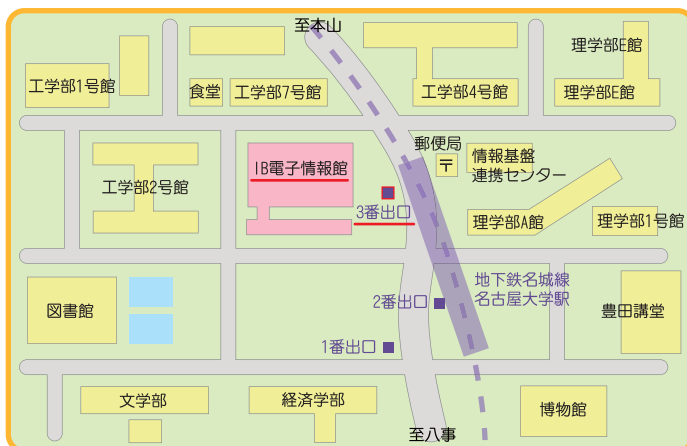 至本山
理学部E館
工学部1号館
食堂
工学部7号館
工学部4号館
理学部E館
郵便局
〒
情報基盤
連携センター
IB電子情報館
工学部2号館
3番出口
理学部A館
理学部1号館
地下鉄名城線
名古屋大学駅
2番出口
図書館
豊田講堂
1番出口
文学部
経済学部
博物館
至八事